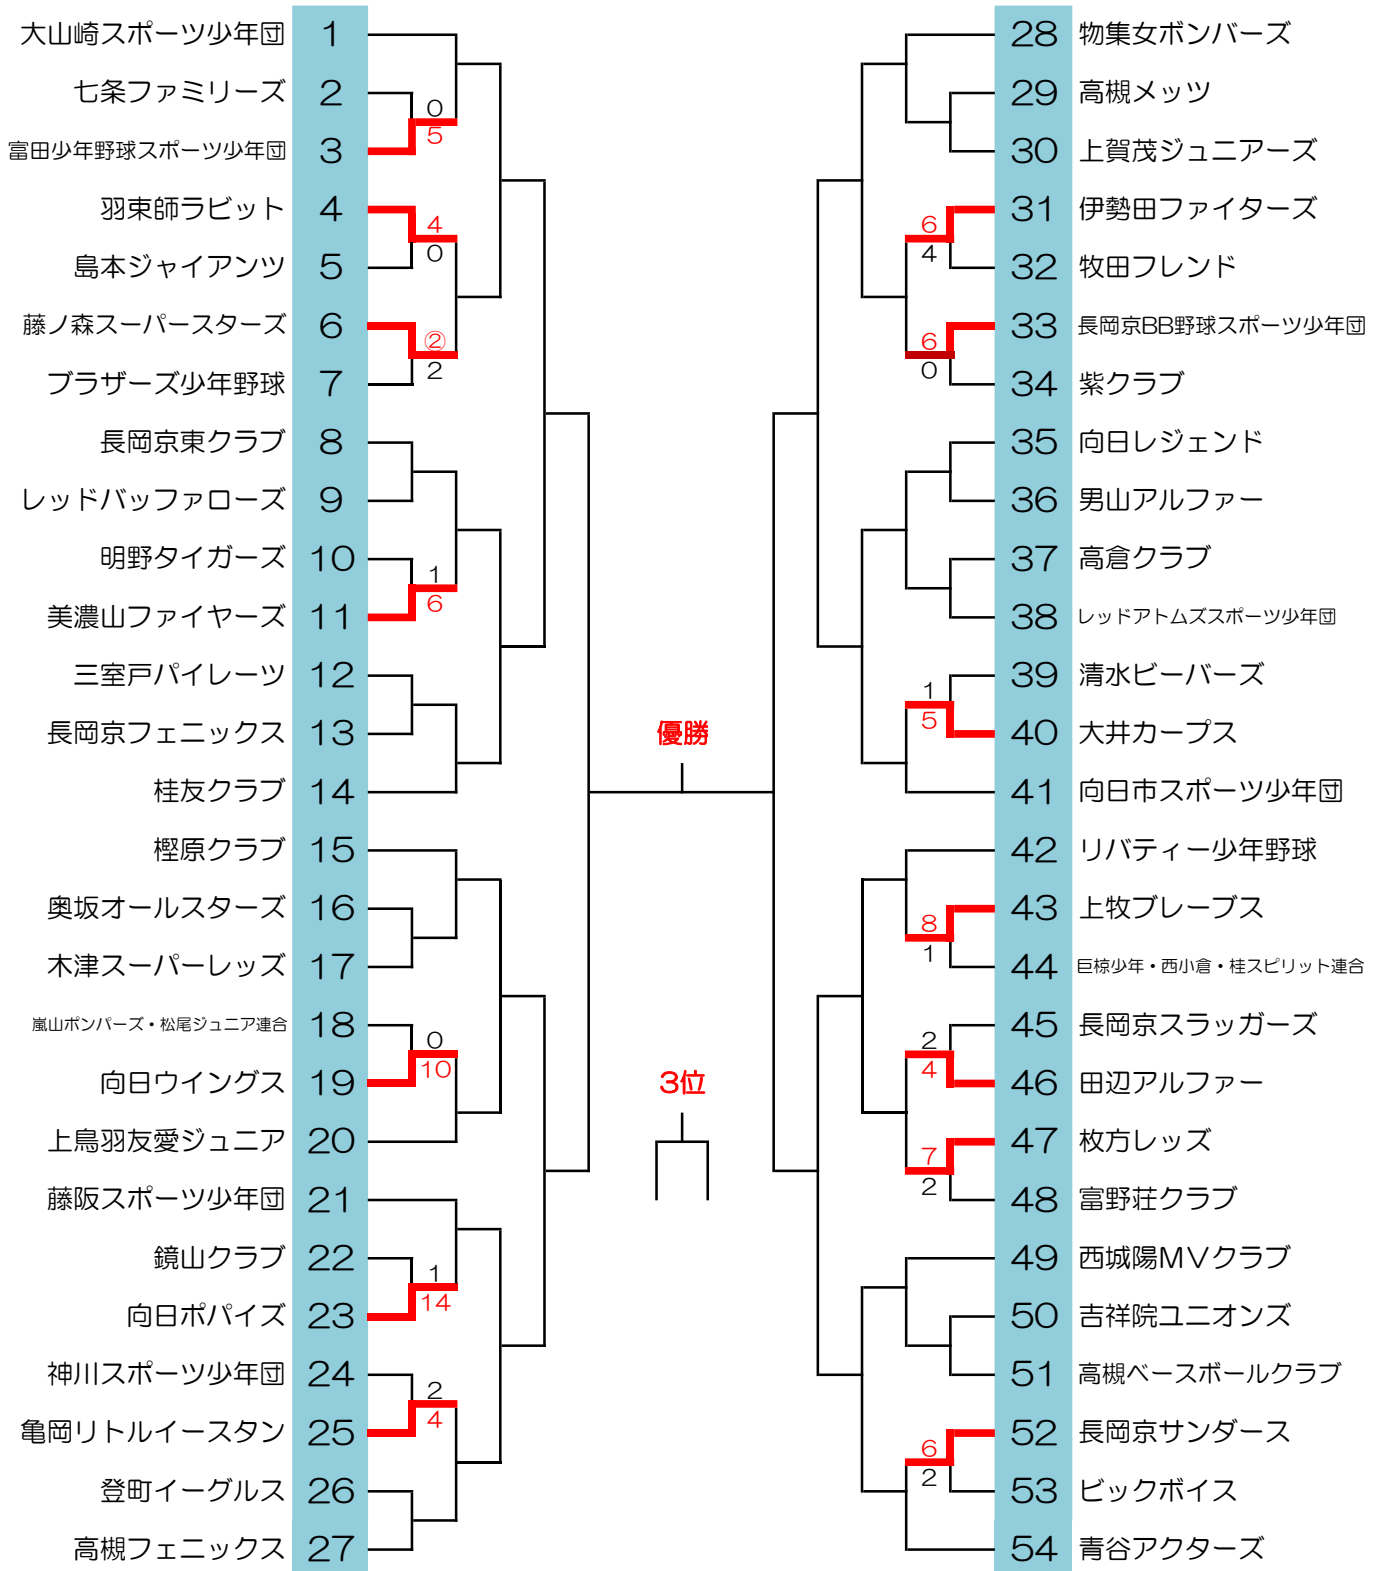 大山崎スポーツ少年団 1
七条ファミリーズ 2
0
5
富田少年野球スポーツ少年団 3
羽束師ラビット 4
4
0
島本ジャイアンツ 5
藤ノ森スーパースターズ 6
②
2
ブラザーズ少年野球 7
長岡京東クラブ 8
レッドバッファローズ 9
明野タイガーズ 10
1
6
美濃山ファイヤーズ 11
三室戸パイレーツ 12
長岡京フェニックス 13
桂友クラブ 14
樫原クラブ 15
奥坂オールスターズ 16
木津スーパーレッズ 17
嵐山ボンバーズ・松尾ジュニア連合 18
0
10
向日ウイングス 19
上鳥羽友愛ジュニア 20
藤阪スポーツ少年団 21
鏡山クラブ 22
1
14
向日ポパイズ 23
神川スポーツ少年団 24
2
4
亀岡リトルイースタン 25
登町イーグルス 26
高槻フェニックス 27
優勝
3位
28 物集女ボンバーズ
29 高槻メッツ
30 上賀茂ジュニアーズ
31 伊勢田ファイターズ
6
4
32 牧田フレンド
33 長岡京BB野球スポーツ少年団
6
0
34 紫クラブ
35 向日レジェンド
36 男山アルファー
37 高倉クラブ
38 レッドアトムズスポーツ少年団
39 清水ビーバーズ
1
5
40 大井カープス
41 向日市スポーツ少年団
42 リバティー少年野球
43 上牧ブレーブス
8
1
44 巨椋少年・西小倉・桂スピリット連合
45 長岡京スラッガーズ
2
4
46 田辺アルファー
47 枚方レッズ
7
2
48 富野荘クラブ
49 西城陽MVクラブ
50 吉祥院ユニオンズ
51 高槻ベースボールクラブ
52 長岡京サンダース
6
2
53 ビックボイス
54 青谷アクターズ